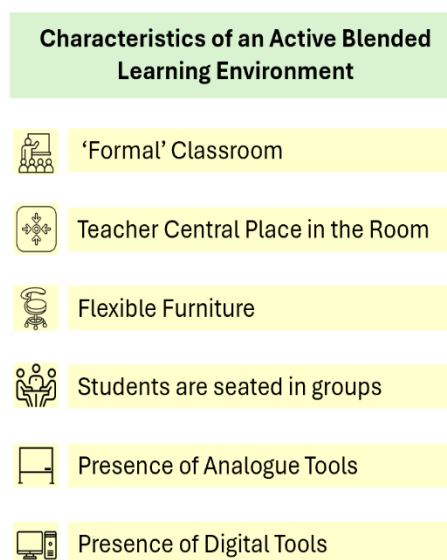 Characteristics of an Active Blended
Learning Environment
‘Formal’ Classroom
Teacher Central Place in the Room
Flexible Furniture
Students are seated in groups
Presence of Analogue Tools
Presence of Digital Tools